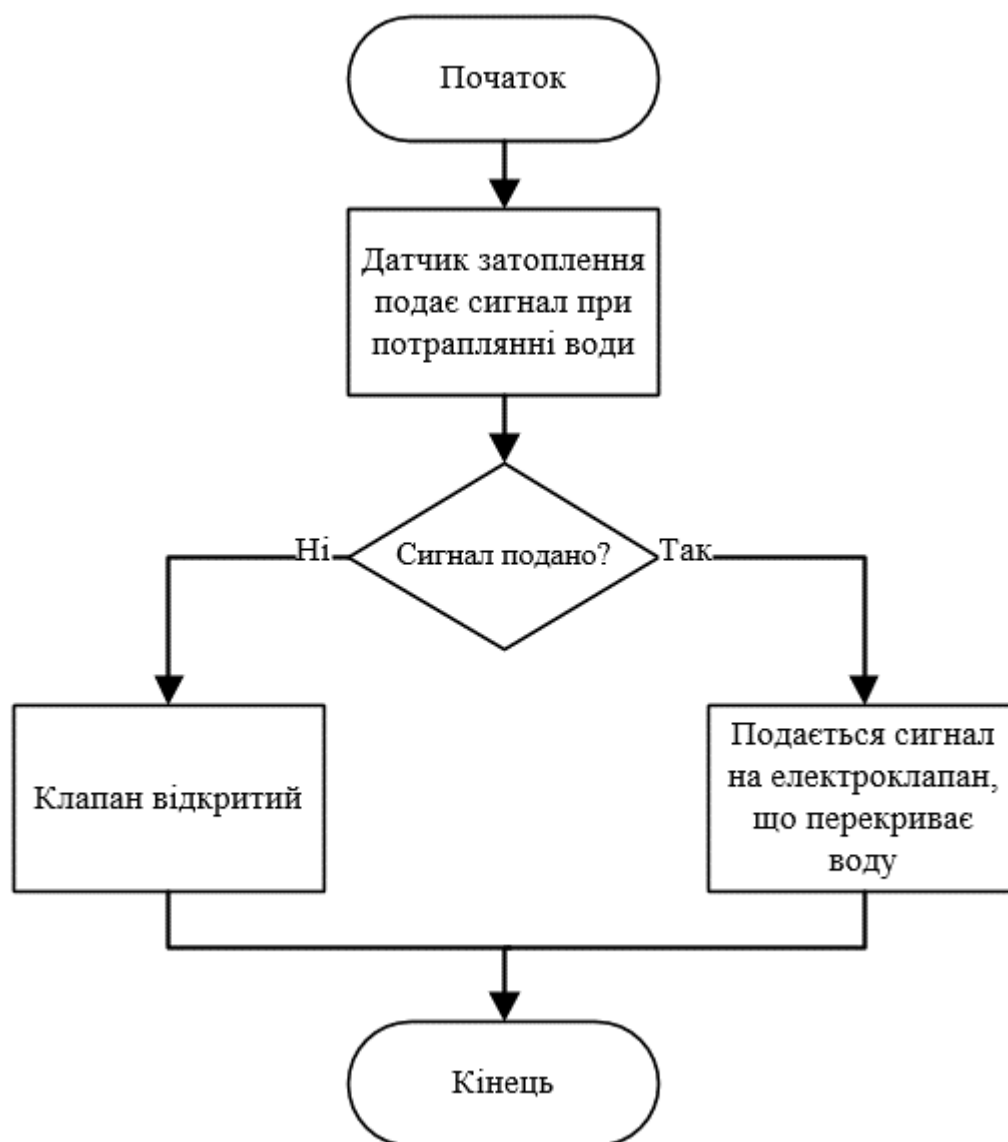 Початок
Датчик затоплення
подає сигнал при
потраплянні води
Ні
Сигнал подано?
Так
Клапан відкритий
Подається сигнал
на електроклапан,
що перекриває
воду
Кінець